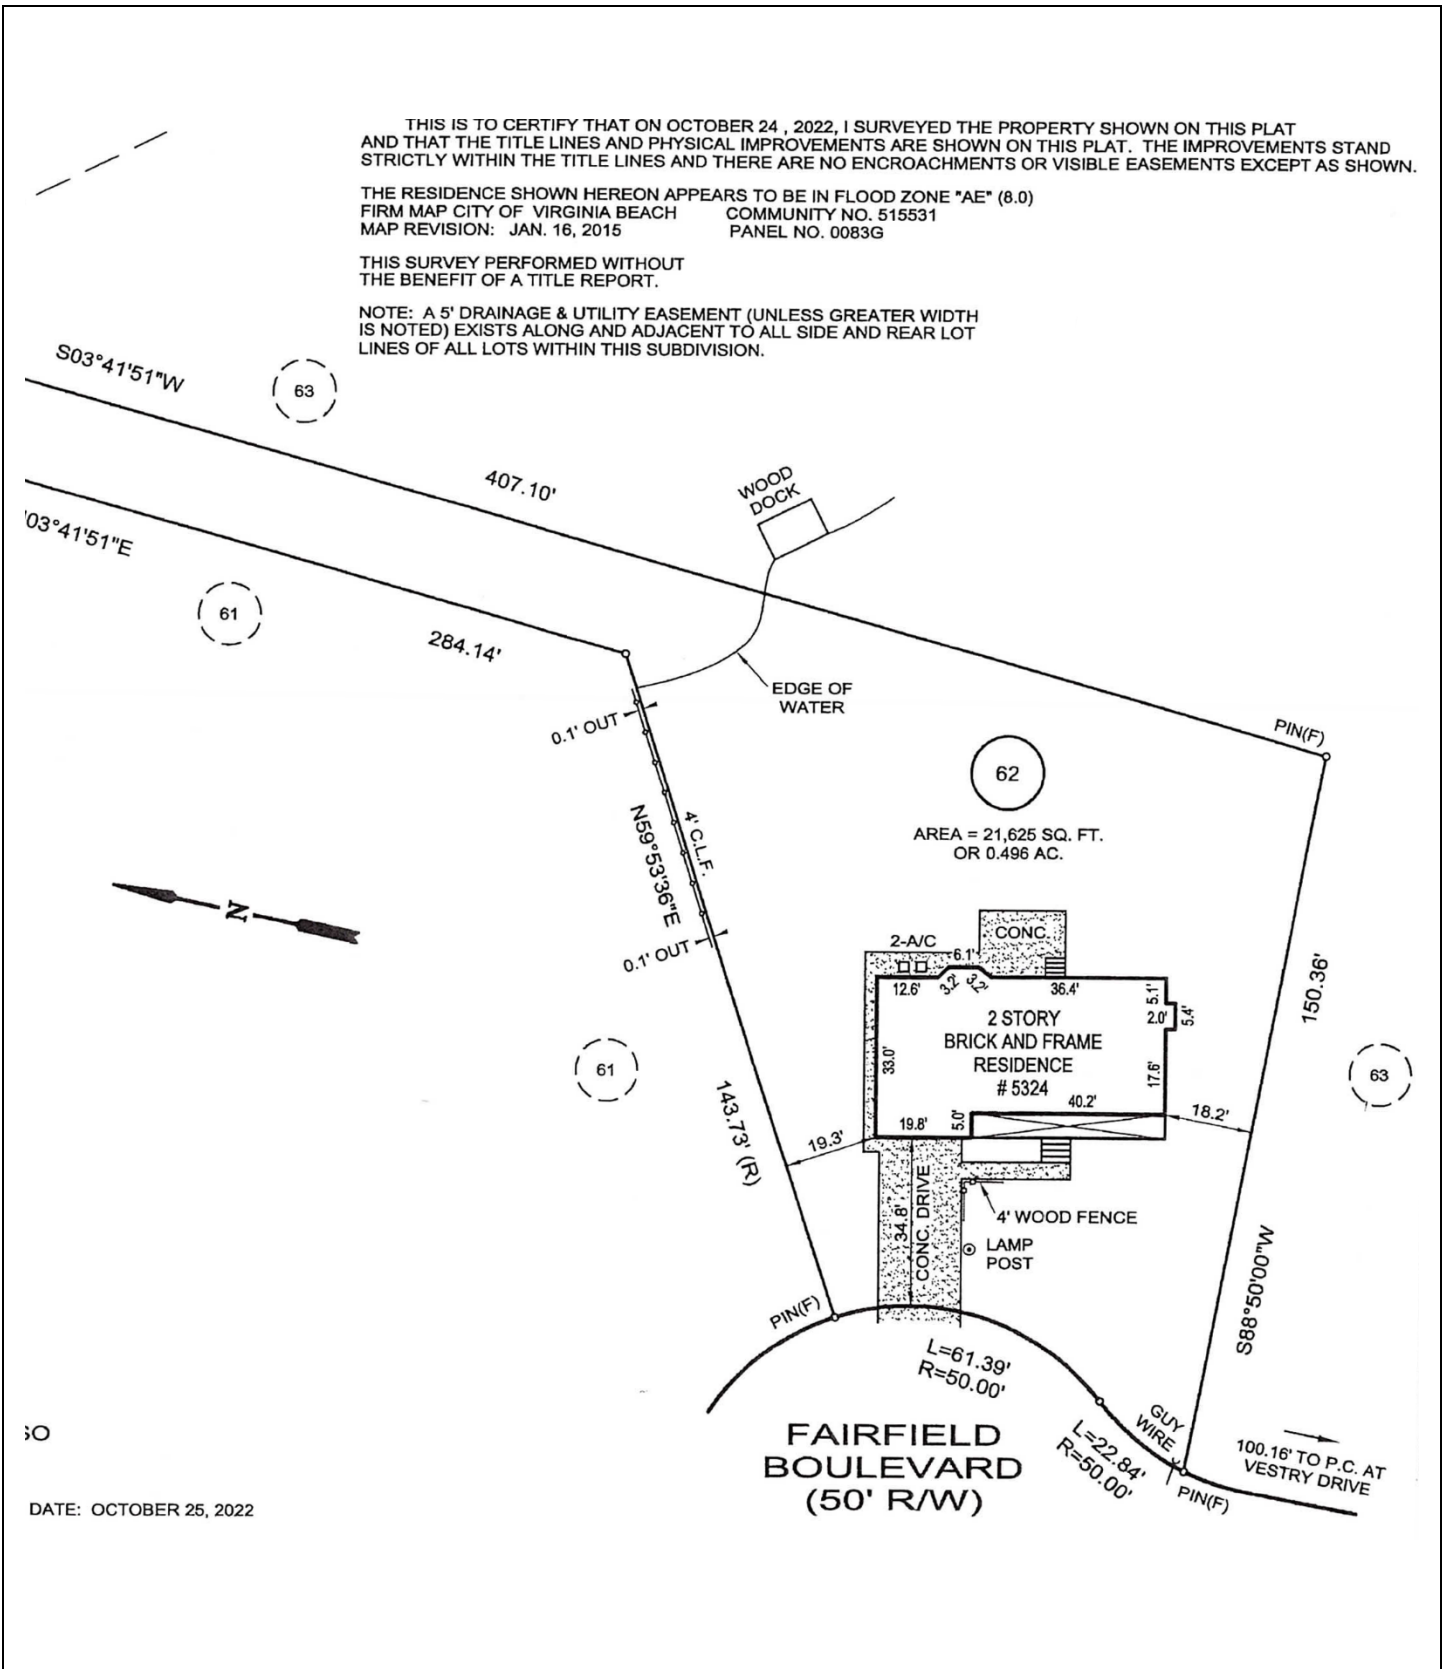 THIS IS TO CERTIFY THAT ON OCTOBER 24 , 2022, I SURVEYED THE PROPERTY SHOWN ON THIS PLAT
AND THAT THE TITLE LINES AND PHYSICAL IMPROVEMENTS ARE SHOWN ON THIS PLAT. THE IMPROVEMENTS STAND
STRICTLY WITHIN THE TITLE LINES AND THERE ARE NO ENCROACHMENTS OR VISIBLE EASEMENTS EXCEPT AS SHOWN.
THE RESIDENCE SHOWN HEREON APPEARS TO BE IN FLOOD ZONE "AE" (8.0)
FIRM MAP CITY OF VIRGINIA BEACH COMMUNITY NO. 515531
MAP REVISION: JAN. 16, 2015 PANEL NO. 0083G
THIS SURVEY PERFORMED WITHOUT
THE BENEFIT OF A TITLE REPORT.
NOTE: A 5' DRAINAGE & UTILITY EASEMENT (UNLESS GREATER WIDTH
IS NOTED) EXISTS ALONG AND ADJACENT TO ALL SIDE AND REAR LOT
LINES OF ALL LOTS WITHIN THIS SUBDIVISION.
S03°41'51"W
63
407.10'
WOOD
DOCK
03°41'51"E
61
284.14'
EDGE OF
WATER
0.1' OUT
PIN(F)
62
AREA = 21,625 SQ. FT.
OR 0.496 AC.
4' C.L.F.
N59°53'36"E
N
0.1' OUT
2-A/C
CONC.
6.1'
12.6'
3.2'
3.2'
36.4'
5.1'
2.0'
5.4'
150.36'
2 STORY
BRICK AND FRAME
RESIDENCE
# 5324
33.0'
17.6'
40.2'
61
63
143.73' (R)
19.3'
19.8'
5.0'
18.2'
34.8'
CONC. DRIVE
4' WOOD FENCE
LAMP
POST
S88°50'00"W
PIN(F)
L=61.39'
R=50.00'
GUY
WIRE
L=22.84'
R=50.00'
FAIRFIELD
BOULEVARD
(50' R/W)
100.16' TO P.C. AT
VESTRY DRIVE
PIN(F)
SO
DATE: OCTOBER 25, 2022